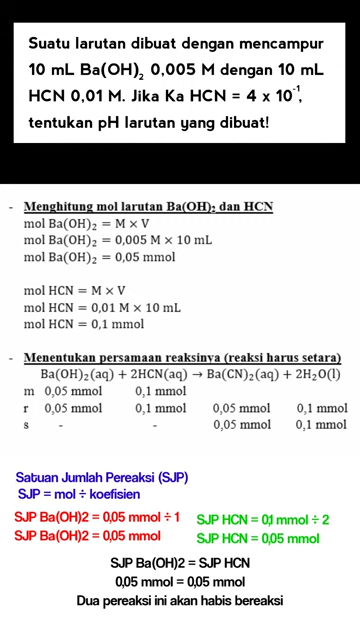 Suatu larutan dibuat dengan mencampur
10 mL Ba(OH)₂ 0,005 M dengan 10 mL
HCN 0,01 M. Jika Ka HCN = 4 x 10⁻¹,
tentukan pH larutan yang dibuat!
- Menghitung mol larutan Ba(OH)₂ dan HCN
mol Ba(OH)₂ = M × V
mol Ba(OH)₂ = 0,005 M × 10 mL
mol Ba(OH)₂ = 0,05 mmol
mol HCN = M × V
mol HCN = 0,01 M × 10 mL
mol HCN = 0,1 mmol
- Menentukan persamaan reaksinya (reaksi harus setara)
Ba(OH)₂(aq) + 2HCN(aq) → Ba(CN)₂(aq) + 2H₂O(l)
m 0,05 mmol 0,1 mmol
r 0,05 mmol 0,1 mmol 0,05 mmol 0,1 mmol
s - - 0,05 mmol 0,1 mmol
Satuan Jumlah Pereaksi (SJP)
SJP = mol ÷ koefisien
SJP Ba(OH)2 = 0,05 mmol ÷ 1
SJP Ba(OH)2 = 0,05 mmol
SJP HCN = 0,1 mmol ÷ 2
SJP HCN = 0,05 mmol
SJP Ba(OH)2 = SJP HCN
0,05 mmol = 0,05 mmol
Dua pereaksi ini akan habis bereaksi